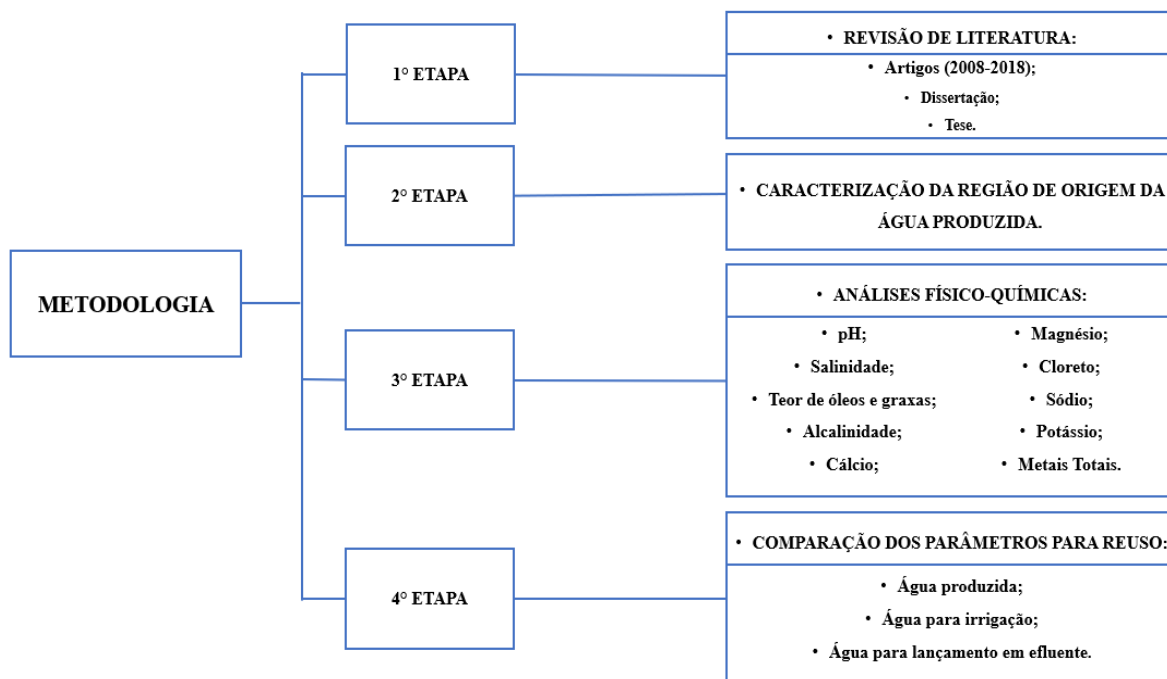 METODOLOGIA
1° ETAPA
• REVISÃO DE LITERATURA:
• Artigos (2008-2018);
• Dissertação;
• Tese.
2° ETAPA
• CARACTERIZAÇÃO DA REGIÃO DE ORIGEM DA
ÁGUA PRODUZIDA.
3° ETAPA
• ANÁLISES FÍSICO-QUÍMICAS:
• pH;
• Salinidade;
• Teor de óleos e graxas;
• Alcalinidade;
• Cálcio;
• Magnésio;
• Cloreto;
• Sódio;
• Potássio;
• Metais Totais.
4° ETAPA
• COMPARAÇÃO DOS PARÂMETROS PARA REUSO:
• Água produzida;
• Água para irrigação;
• Água para lançamento em efluente.